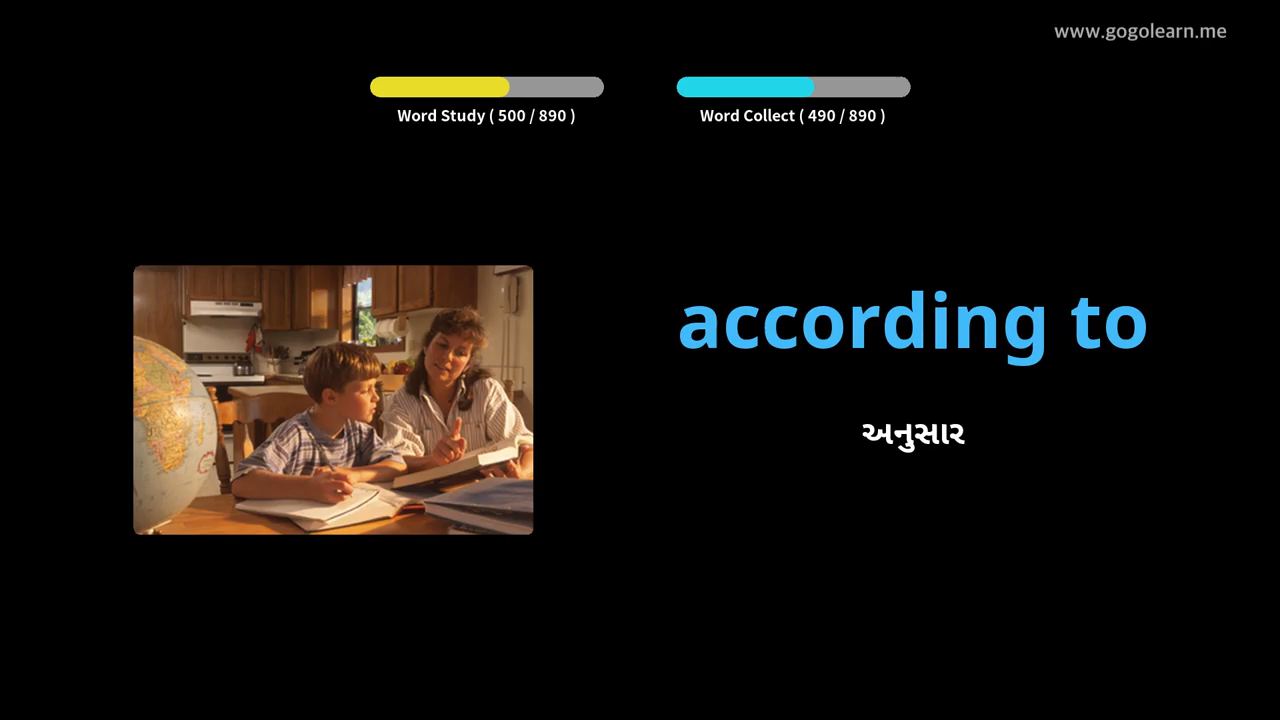 www.gogolearn.me
Word Study ( 500 / 890 )
Word Collect ( 490 / 890 )
according to
અનુસાર